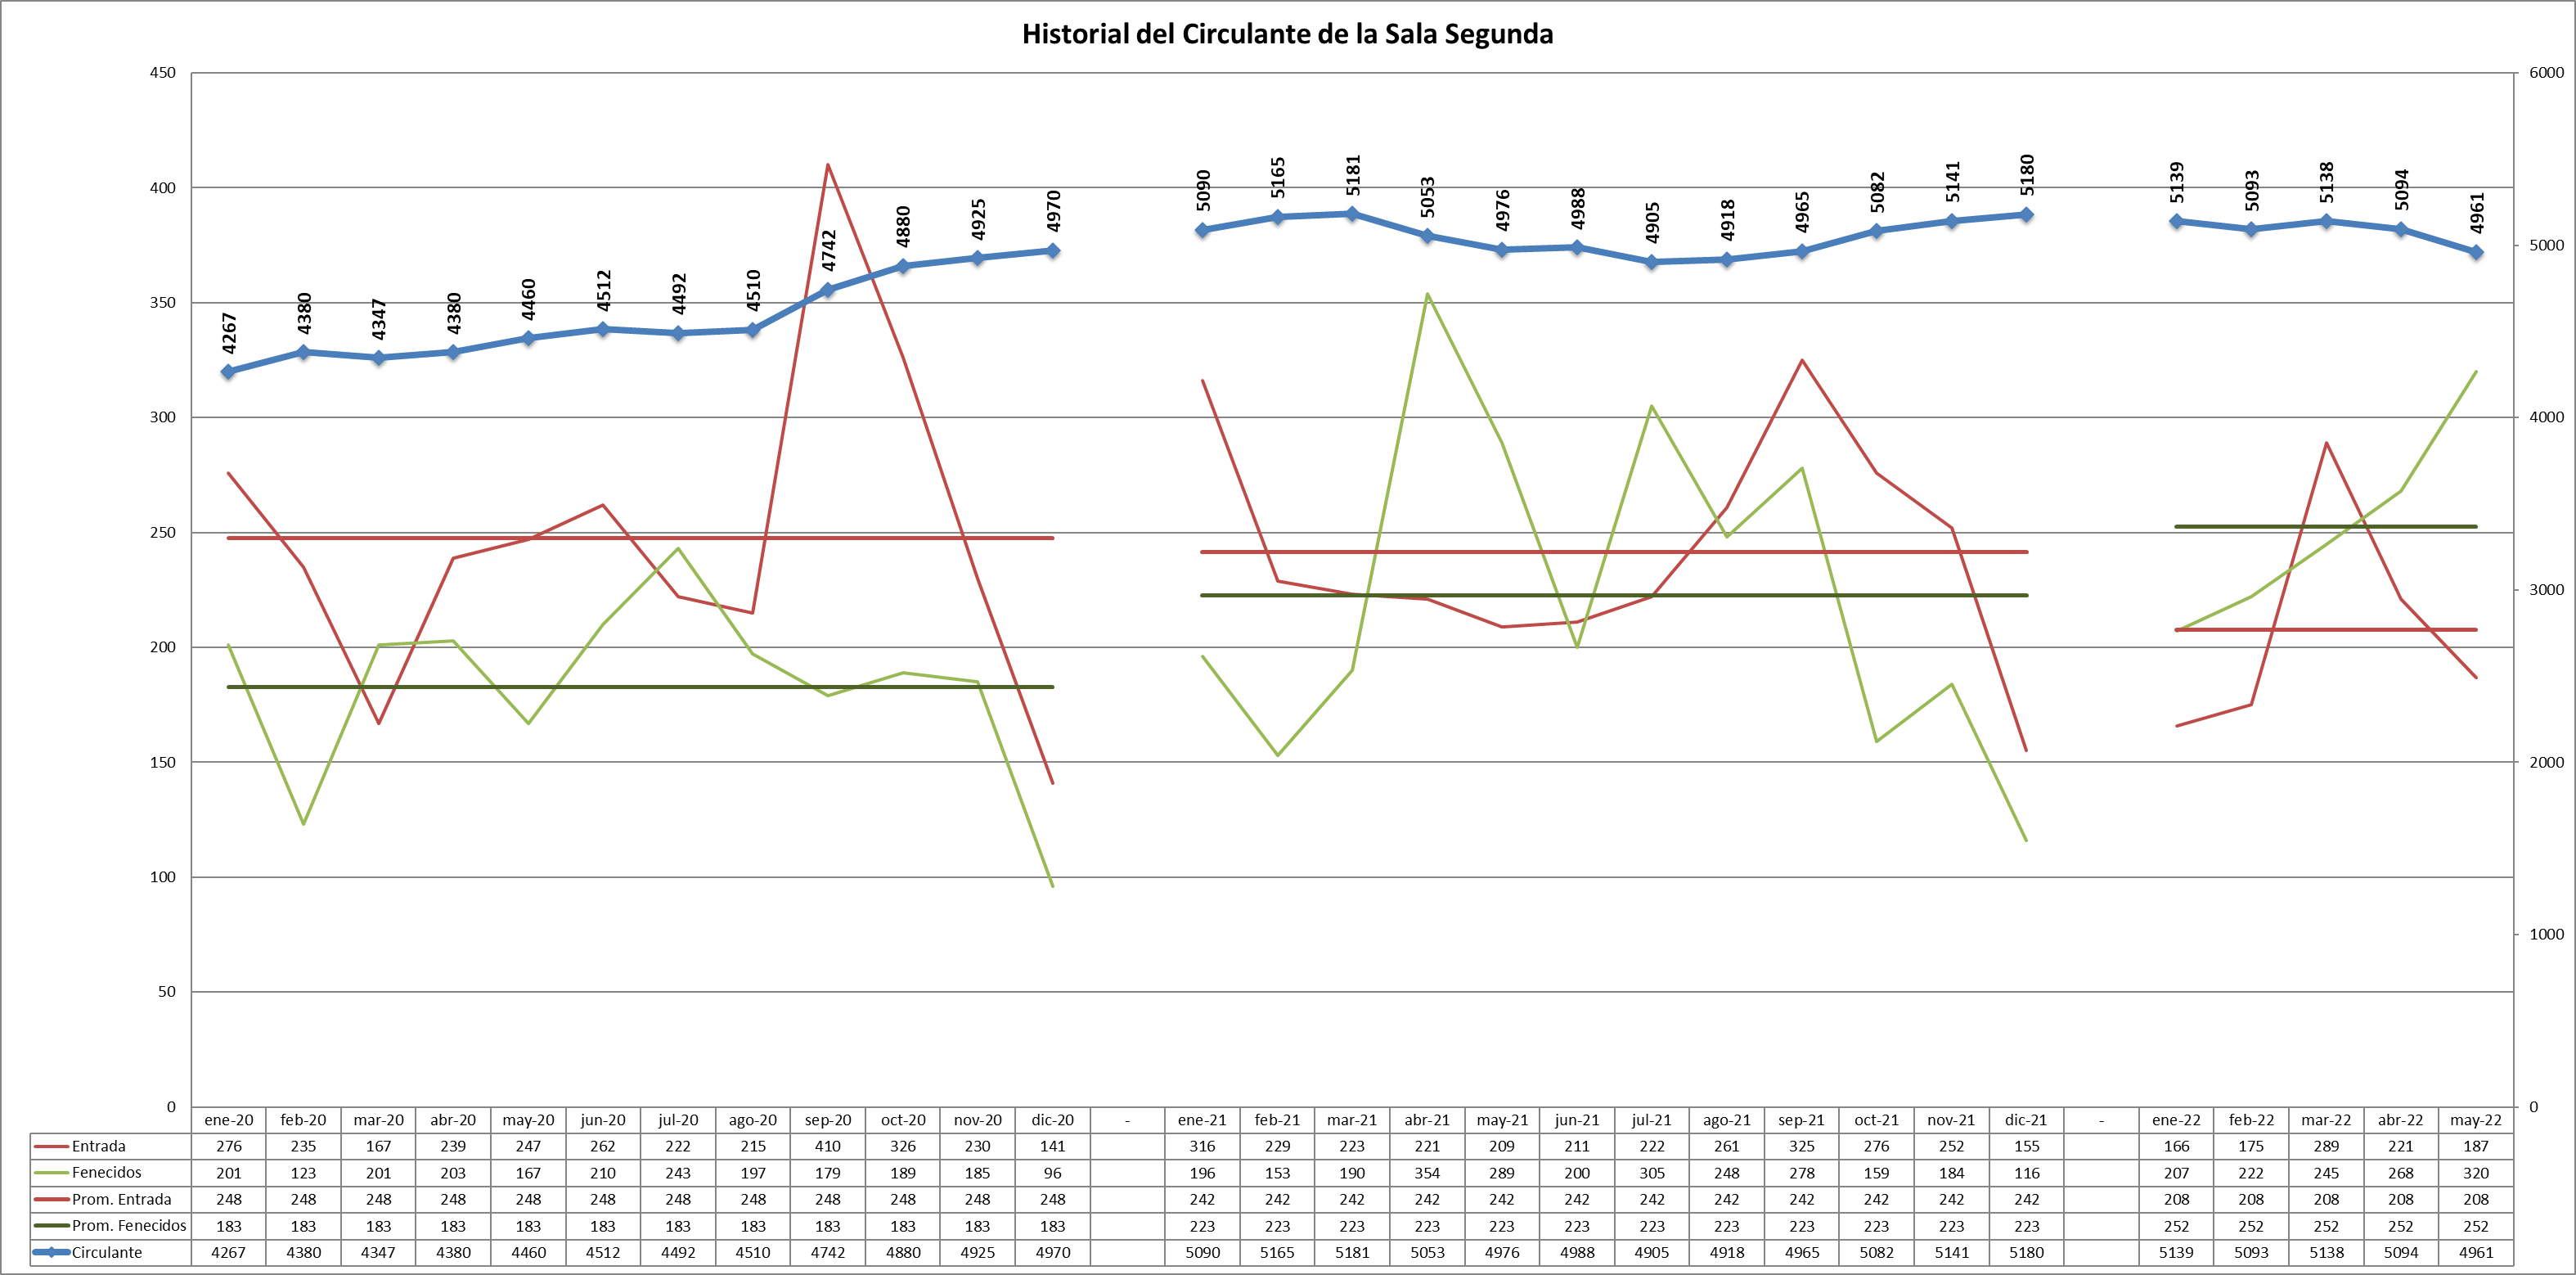 Historial del Circulante de la Sala Segunda
450
400
350
300
250
200
150
100
50
0
6000
5000
4000
3000
2000
1000
0
4267 4380 4347 4380 4460 4512 4492 4510 4742 4880 4925 4970 5090 5165 5181 5053 4976 4988 4905 4918 4965 5082 5141 5180 5139 5093 5138 5094 4961
ene-20 feb-20 mar-20 abr-20 may-20 jun-20 jul-20 ago-20 sep-20 oct-20 nov-20 dic-20 - ene-21 feb-21 mar-21 abr-21 may-21 jun-21 jul-21 ago-21 sep-21 oct-21 nov-21 dic-21 - ene-22 feb-22 mar-22 abr-22 may-22
Entrada 276 235 167 239 247 262 222 215 410 326 230 141 316 229 223 221 209 211 222 261 325 276 252 155 166 175 289 221 187
Fenecidos 201 123 201 203 167 210 243 197 179 189 185 96 196 153 190 354 289 200 305 248 278 159 184 116 207 222 245 268 320
Prom. Entrada 248 248 248 248 248 248 248 248 248 248 248 248 242 242 242 242 242 242 242 242 242 242 242 242 208 208 208 208 208
Prom. Fenecidos 183 183 183 183 183 183 183 183 183 183 183 183 223 223 223 223 223 223 223 223 223 223 223 223 252 252 252 252 252
Circulante 4267 4380 4347 4380 4460 4512 4492 4510 4742 4880 4925 4970 5090 5165 5181 5053 4976 4988 4905 4918 4965 5082 5141 5180 5139 5093 5138 5094 4961